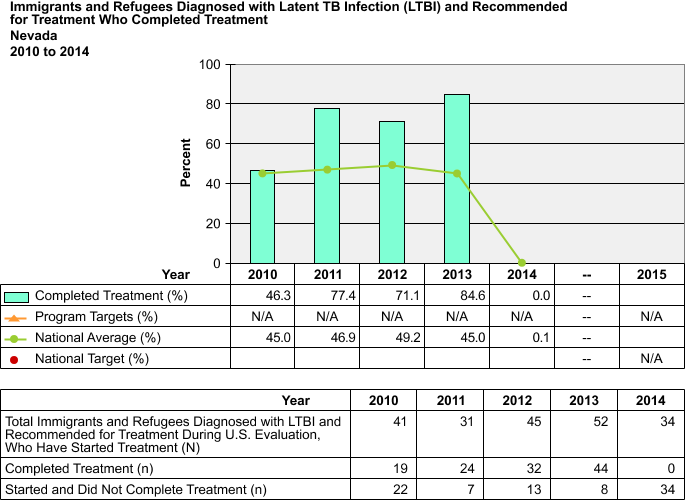 Immigrants and Refugees Diagnosed with Latent TB Infection (LTBI) and Recommended
for Treatment Who Completed Treatment
Nevada
2010 to 2014
100
80
60
40
20
0
Percent
Year 2010 2011 2012 2013 2014 -- 2015
Completed Treatment (%) 46.3 77.4 71.1 84.6 0.0 --
Program Targets (%) N/A N/A N/A N/A N/A -- N/A
National Average (%) 45.0 46.9 49.2 45.0 0.1 --
National Target (%) -- N/A
Year 2010 2011 2012 2013 2014
Total Immigrants and Refugees Diagnosed with LTBI and 41 31 45 52 34
Recommended for Treatment During U.S. Evaluation,
Who Have Started Treatment (N)
Completed Treatment (n) 19 24 32 44 0
Started and Did Not Complete Treatment (n) 22 7 13 8 34